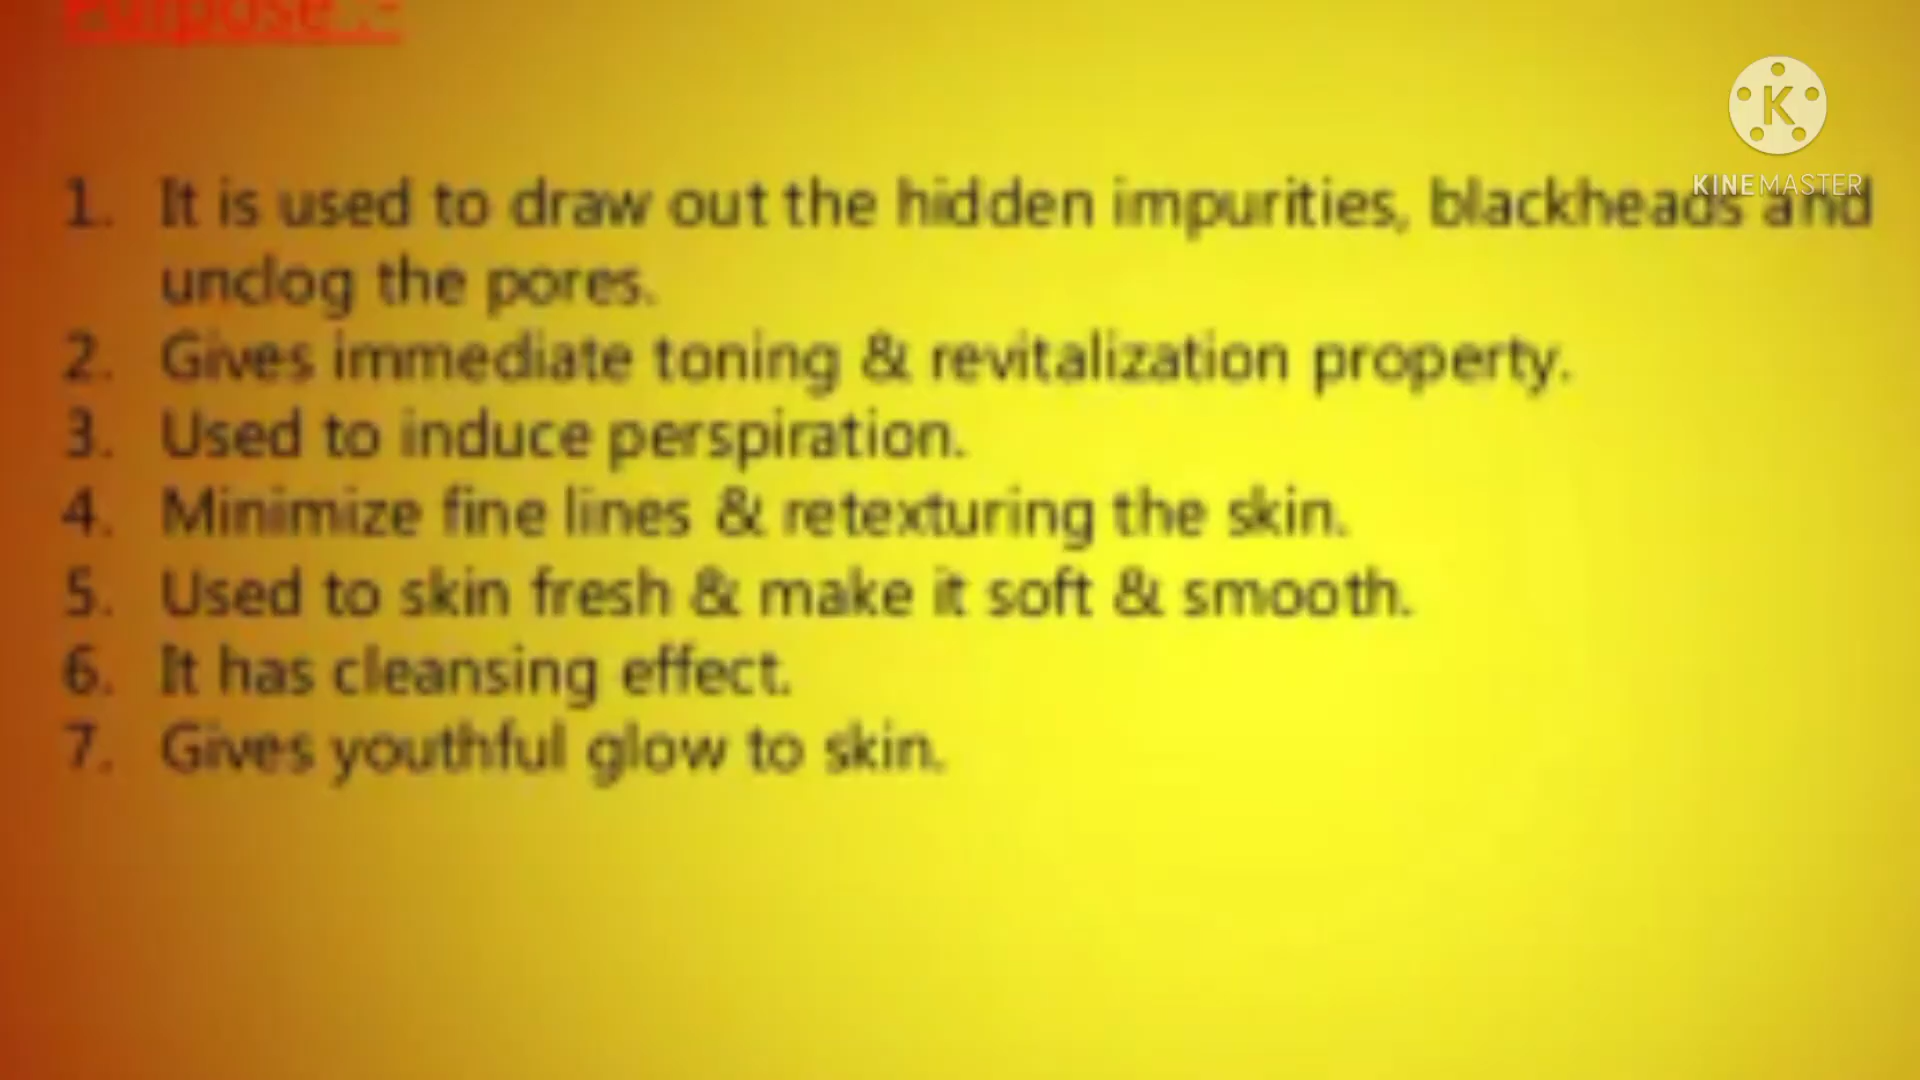 Purpose :-
K
KINEMASTER
1. It is used to draw out the hidden impurities, blackheads and
unclog the pores.
2. Gives immediate toning & revitalization property.
3. Used to induce perspiration.
4. Minimize fine lines & retexturing the skin.
5. Used to skin fresh & make it soft & smooth.
6. It has cleansing effect.
7. Gives youthful glow to skin.